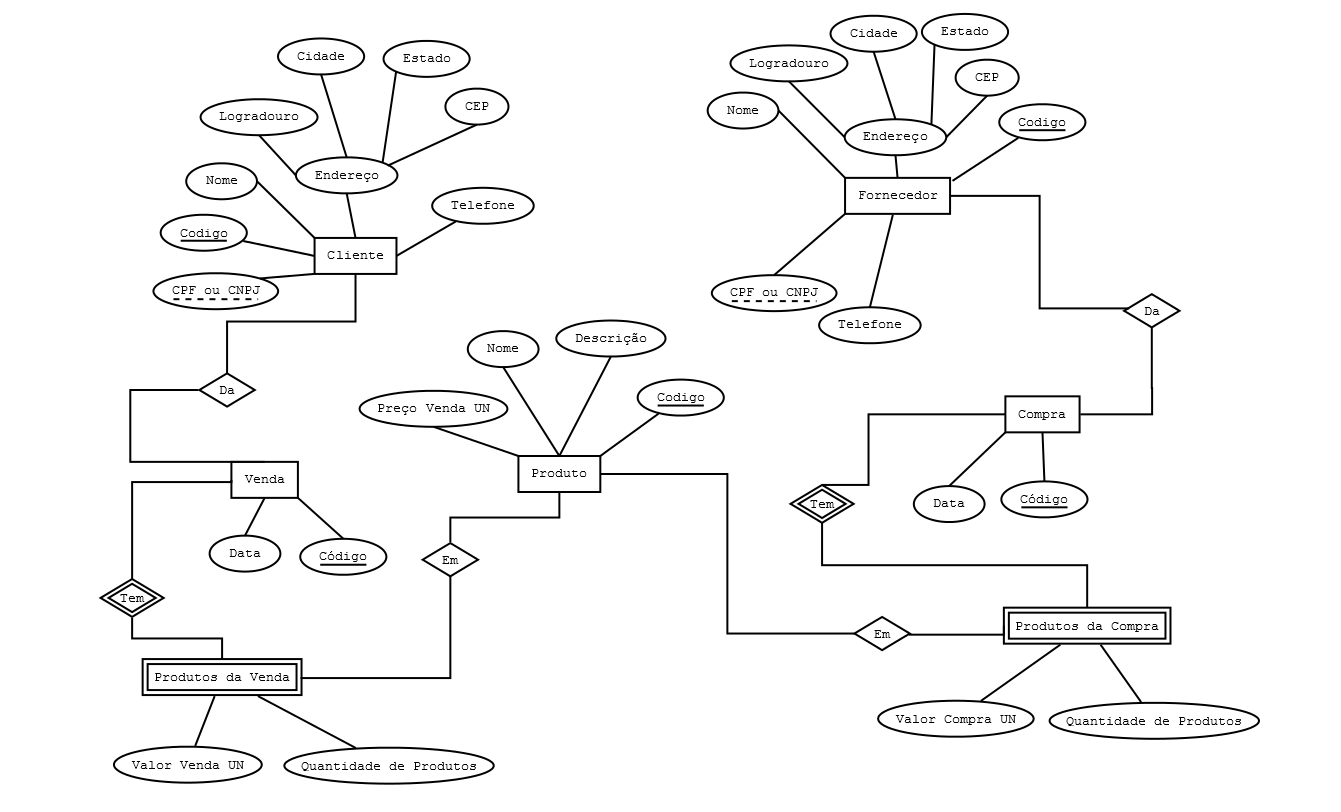 Cidade
Estado
Logradouro
CEP
Endereço
Nome
Telefone
Codigo
Cliente
CPF ou CNPJ
Da
Venda
Data
Código
Tem
Produtos da Venda
Valor Venda UN
Quantidade de Produtos
Nome
Descrição
Preço Venda UN
Codigo
Produto
Em
Cidade
Estado
Logradouro
CEP
Nome
Endereço
Codigo
Fornecedor
CPF ou CNPJ
Telefone
Da
Compra
Data
Código
Tem
Em
Produtos da Compra
Valor Compra UN
Quantidade de Produtos